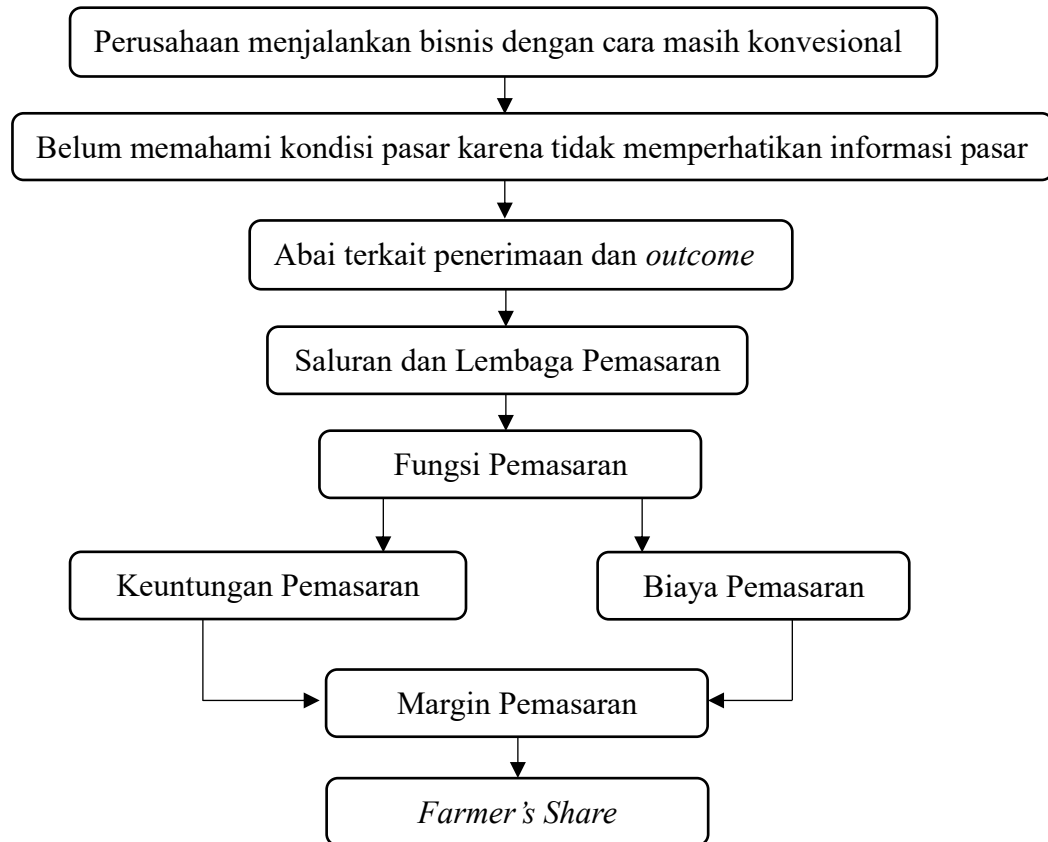 Perusahaan menjalankan bisnis dengan cara masih konvesional
Belum memahami kondisi pasar karena tidak memperhatikan informasi pasar
Abai terkait penerimaan dan outcome
Saluran dan Lembaga Pemasaran
Fungsi Pemasaran
Keuntungan Pemasaran
Biaya Pemasaran
Margin Pemasaran
Farmer’s Share